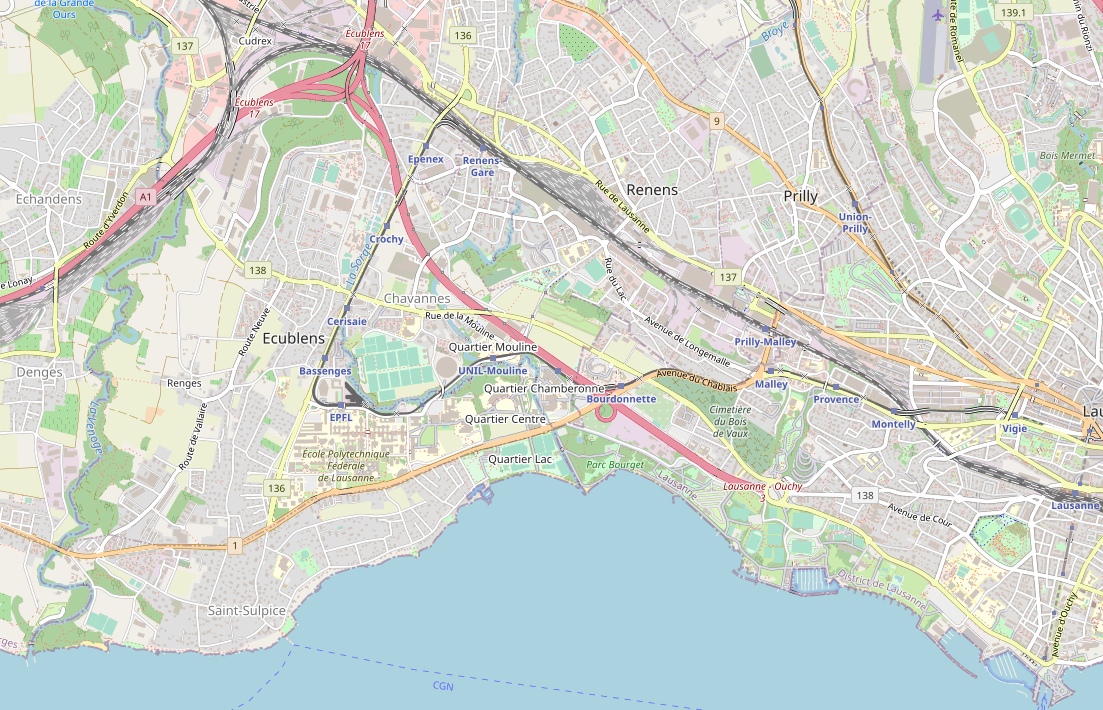 de la Grande
Ours
137
Cudrex
Ecublens
17
136
139.1
Broye
té de Romanel
in du Rionzi
Ecublens
17
9
Epenex
Renens-
Gare
Bois Mermet
Echandens
A1
Route d'Yverdon
Rue de Lausanne
Renens
Prilly
Union-
Prilly
Crochy
La Sorge
138
Rue du Lac
137
e Lonay
Chavannes
Rue de la Mouline
Route Neuve
Cerisaie
Avenue de Longemalle
Ecublens
Quartier Mouline
Prilly-Malley
Denges
Bassenges
UNIL-Mouline
Renges
Quartier Chamberonne
Avenue du Chablais
Malley
Bourdonnette
Provence
La Venoge
EPFL
Quartier Centre
Cimetière
du Bois
de Vaux
Montelly
Vigie
Lau
Route de Vallaire
École Polytechnique
Fédérale
de Lausanne
Quartier Lac
Parc Bourget
Lausanne
136
Lausanne - Ouchy
3
138
Lausanne
Avenue de Cour
1
District de Lausanne
Saint-Sulpice
Avenue d'Ouchy
rges
CGN